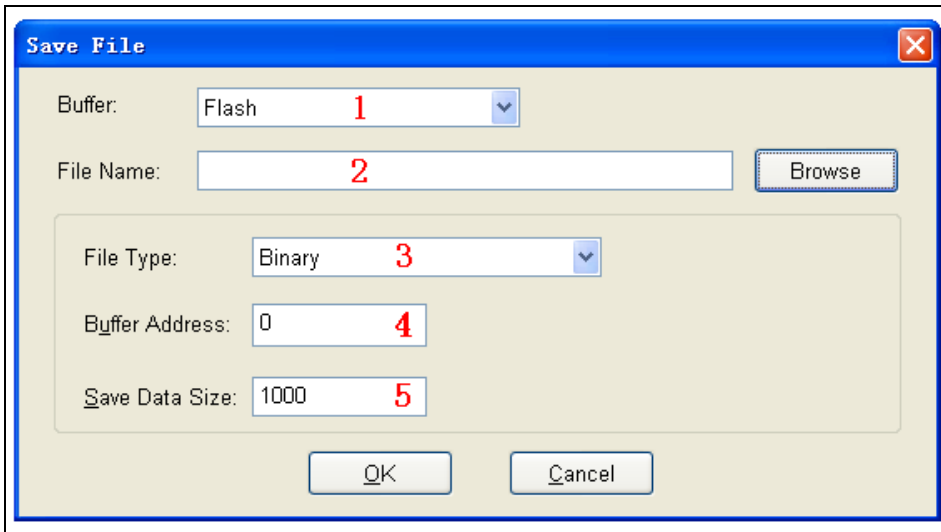 Save File
Buffer: Flash 1
File Name: 2 Browse
File Type: Binary 3
Buffer Address: 0 4
Save Data Size: 1000 5
OK Cancel